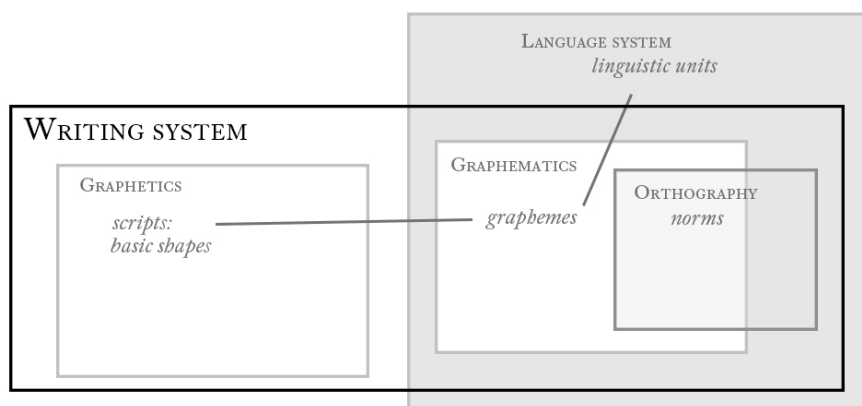 Language system
linguistic units
Writing system
Graphetics
scripts:
basic shapes
Graphematics
graphemes
Orthography
norms